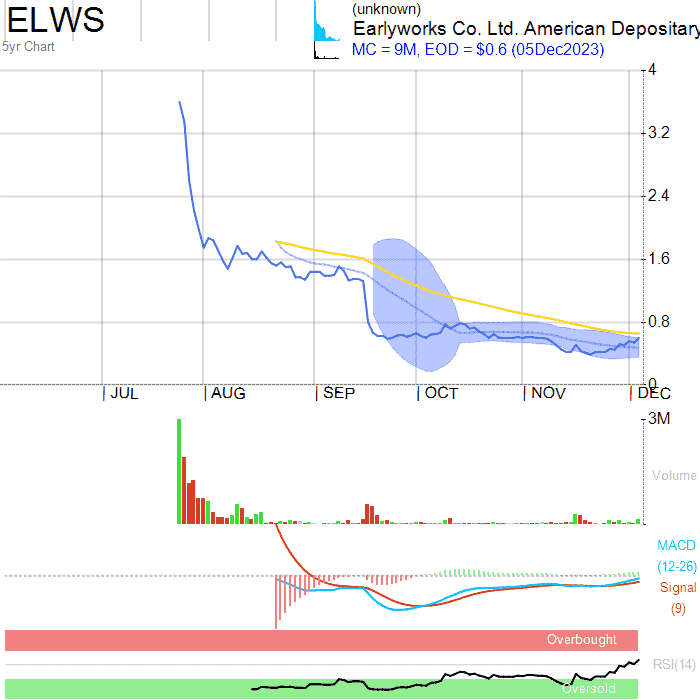 ELWS
5yr Chart
(unknown)
Earlyworks Co. Ltd. American Depositary
MC = 9M, EOD = $0.6 (05Dec2023)
4
3.2
2.4
1.6
0.8
0
JUL AUG SEP OCT NOV DEC
3M
Volume
MACD
(12-26)
Signal
(9)
Overbought
RSI(14)
Oversold